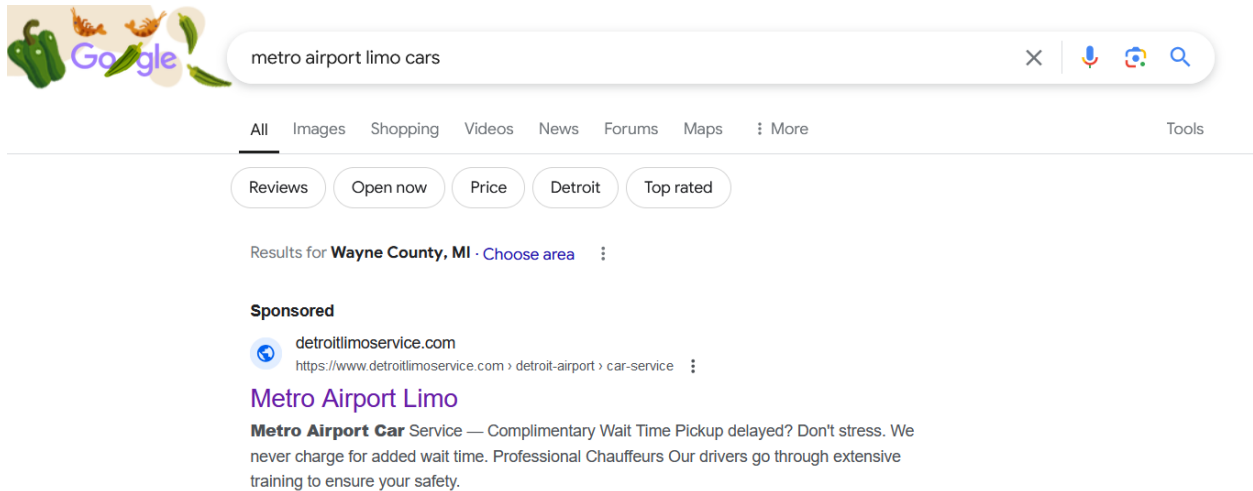 Google
metro airport limo cars
All Images Shopping Videos News Forums Maps More Tools
Reviews Open now Price Detroit Top rated
Results for Wayne County, MI · Choose area
Sponsored
detroitlimoservice.com
https://www.detroitlimoservice.com › detroit-airport › car-service
Metro Airport Limo
Metro Airport Car Service — Complimentary Wait Time Pickup delayed? Don't stress. We
never charge for added wait time. Professional Chauffeurs Our drivers go through extensive
training to ensure your safety.